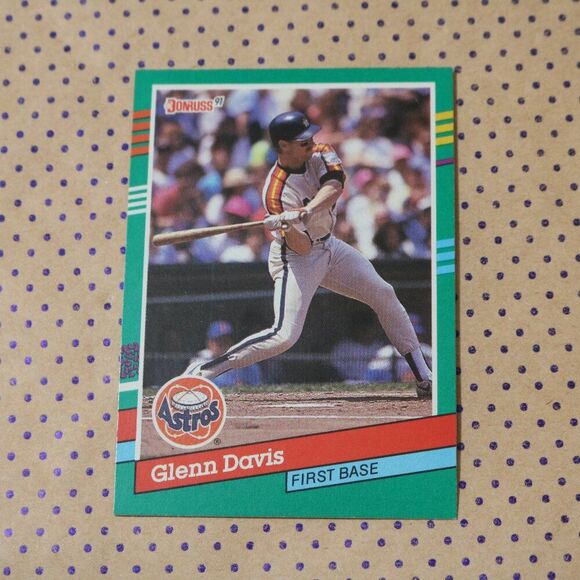 DONRUSS 91
Astros
®
Glenn Davis
FIRST BASE